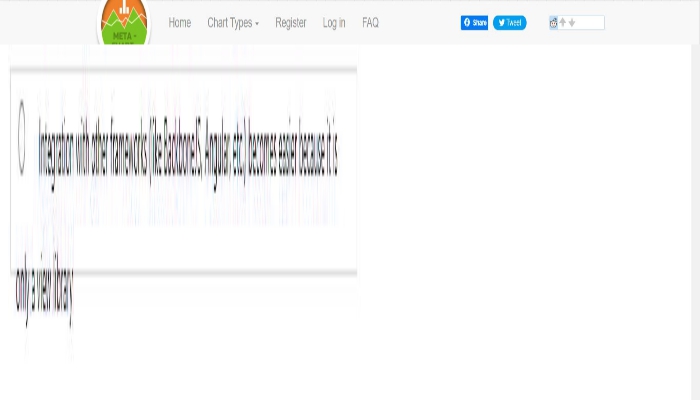 META -
Home Chart Types Register Log in FAQ Share Tweet
Integration with other frameworks (like BackboneJS, Angular, etc.) becomes easier because it is
only a view library